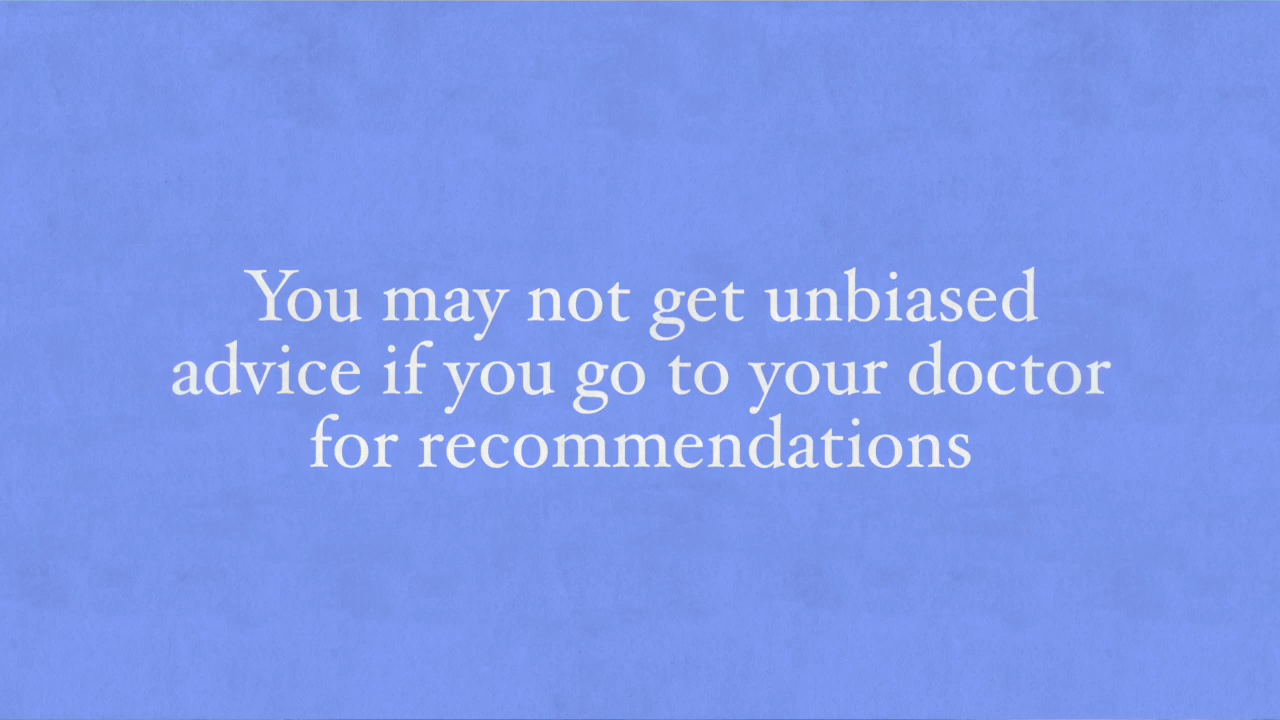 You may not get unbiased
advice if you go to your doctor
for recommendations